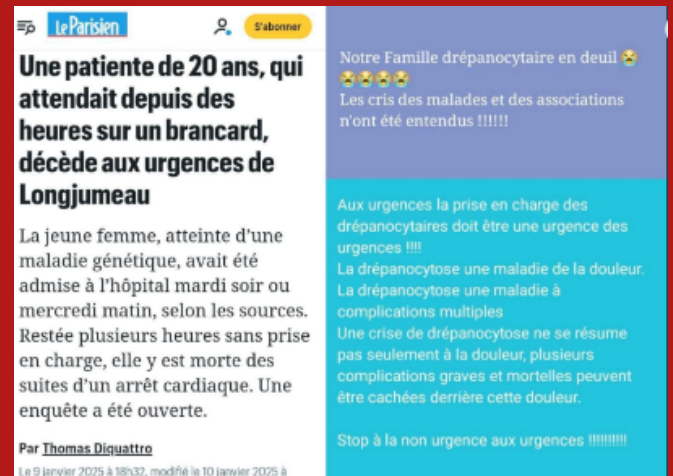 Le Parisien
S'abonner
Une patiente de 20 ans, qui
attendait depuis des
heures sur un brancard,
décède aux urgences de
Longjumeau
La jeune femme, atteinte d'une
maladie génétique, avait été
admise à l'hôpital mardi soir ou
mercredi matin, selon les sources.
Restée plusieurs heures sans prise
en charge, elle y est morte des
suites d'un arrêt cardiaque. Une
enquête a été ouverte.
Par Thomas Diquattro
Le 9 janvier 2025 à 18h32, modifié le 10 janvier 2025 à
Notre Famille drépanocytaire en deuil 😭
😭😭😭😭
Les cris des malades et des associations
n'ont été entendus !!!!!!
Aux urgences la prise en charge des
drépanocytaires doit être une urgence des
urgences !!!!
La drépanocytose une maladie de la douleur.
La drépanocytose une maladie à
complications multiples
Une crise de drépanocytose ne se résume
pas seulement à la douleur, plusieurs
complications graves et mortelles peuvent
être cachées derrière cette douleur.
Stop à la non urgence aux urgences !!!!!!!!!!